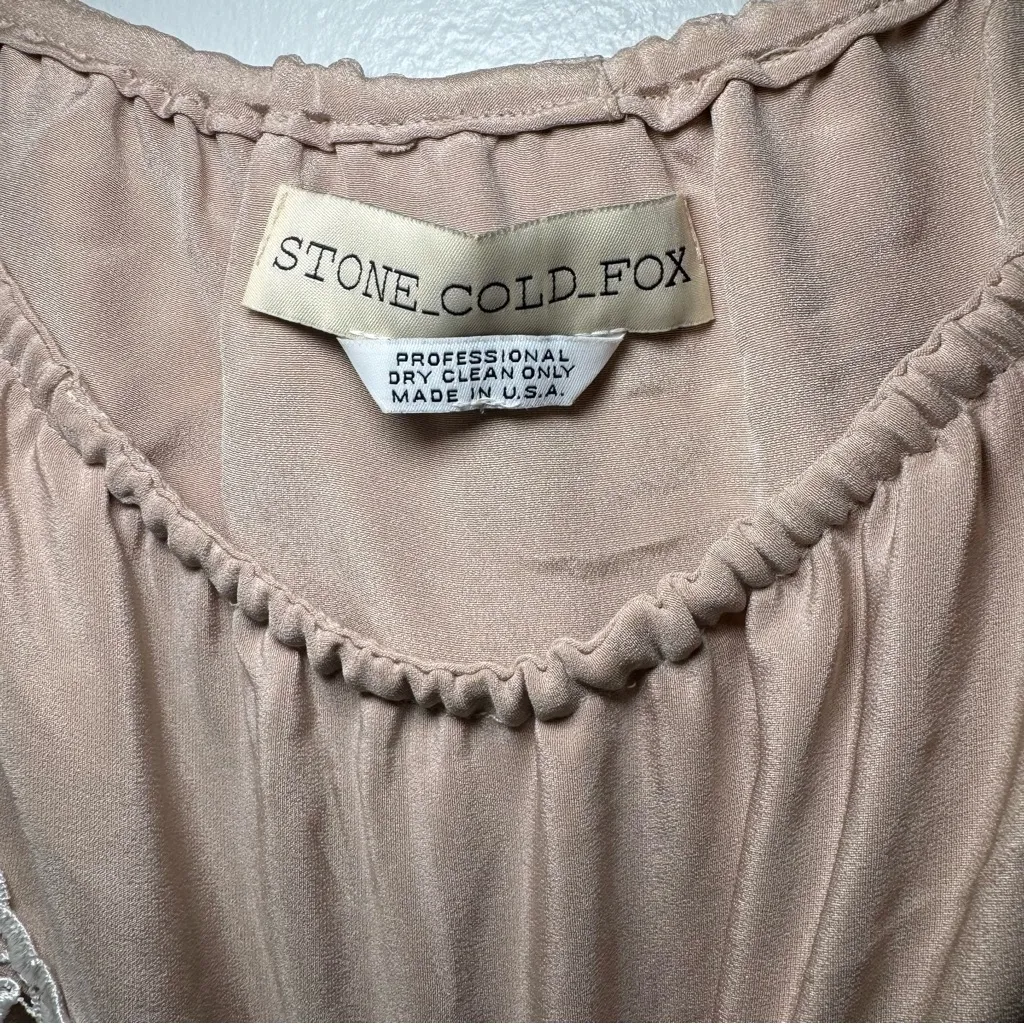 STONE_COLD_FOX
PROFESSIONAL
DRY CLEAN ONLY
MADE IN U.S.A.